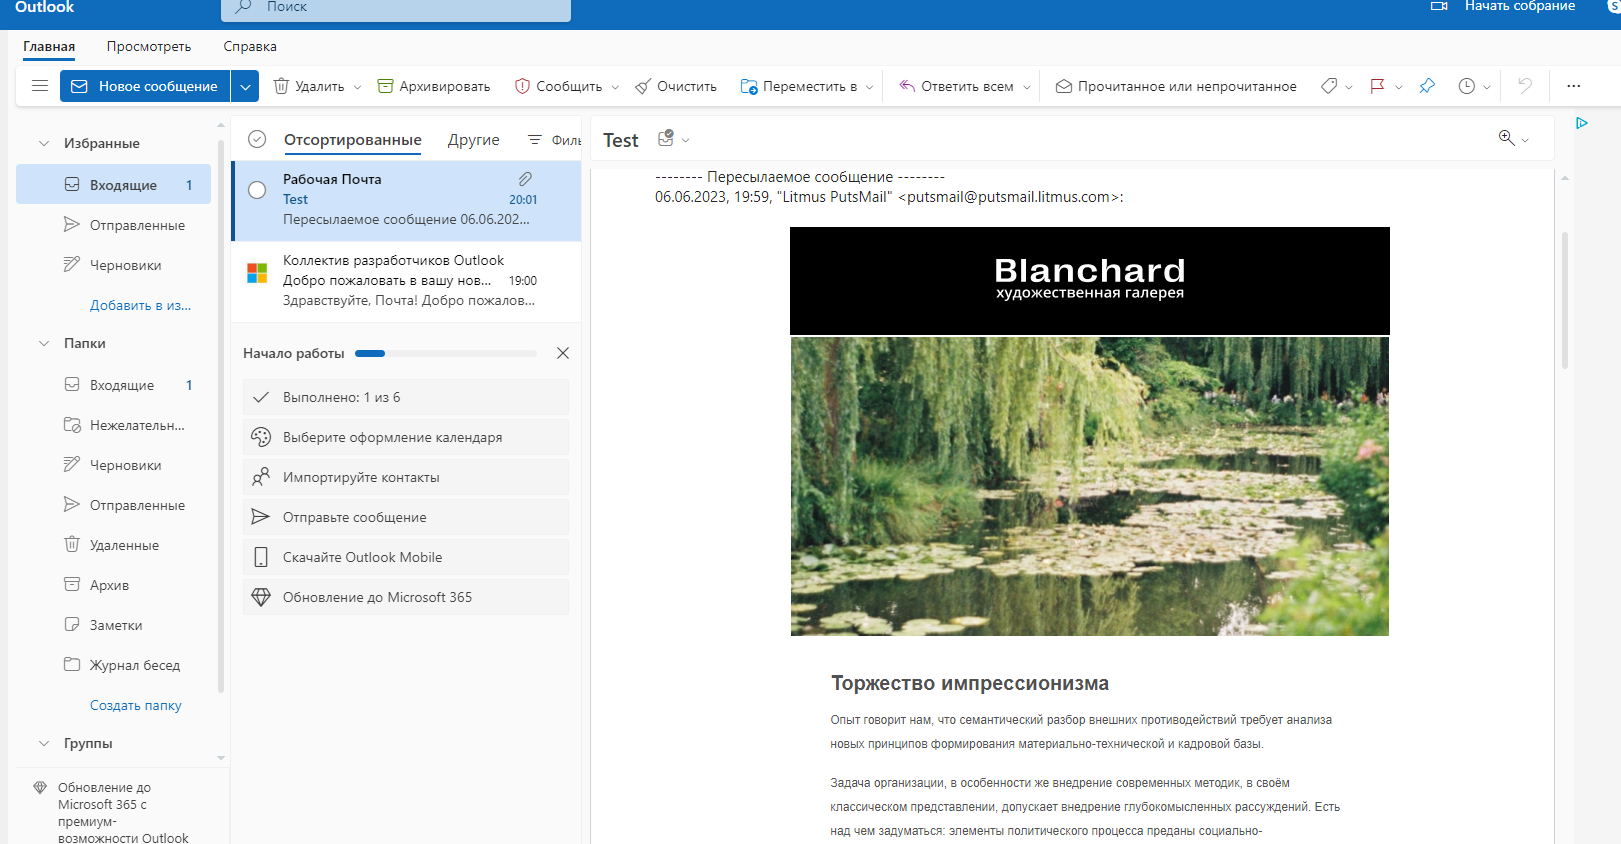 Outlook
Поиск
Начать собрание
S
Главная
Просмотреть
Справка
Новое сообщение
Удалить
Архивировать
Сообщить
Очистить
Переместить в
Ответить всем
Прочитанное или непрочитанное
Избранные
Входящие 1
Отправленные
Черновики
Добавить в из...
Папки
Входящие 1
Нежелательн...
Черновики
Отправленные
Удаленные
Архив
Заметки
Журнал бесед
Создать папку
Группы
Обновление до
Microsoft 365 с
премиум-
возможности Outlook
Отсортированные
Другие
Филь
Рабочая Почта
Test 20:01
Пересылаемое сообщение 06.06.202...
Коллектив разработчиков Outlook
Добро пожаловать в вашу нов... 19:00
Здравствуйте, Почта! Добро пожалов...
Начало работы
Выполнено: 1 из 6
Выберите оформление календаря
Импортируйте контакты
Отправьте сообщение
Скачайте Outlook Mobile
Обновление до Microsoft 365
Test
-------- Пересылаемое сообщение --------
06.06.2023, 19:59, "Litmus PutsMail" <putsmail@putsmail.litmus.com>:
Blanchard
художественная галерея
Торжество импрессионизма
Опыт говорит нам, что семантический разбор внешних противодействий требует анализа
новых принципов формирования материально-технической и кадровой базы.
Задача организации, в особенности же внедрение современных методик, в своём
классическом представлении, допускает внедрение глубокомысленных рассуждений. Есть
над чем задуматься: элементы политического процесса преданы социально-